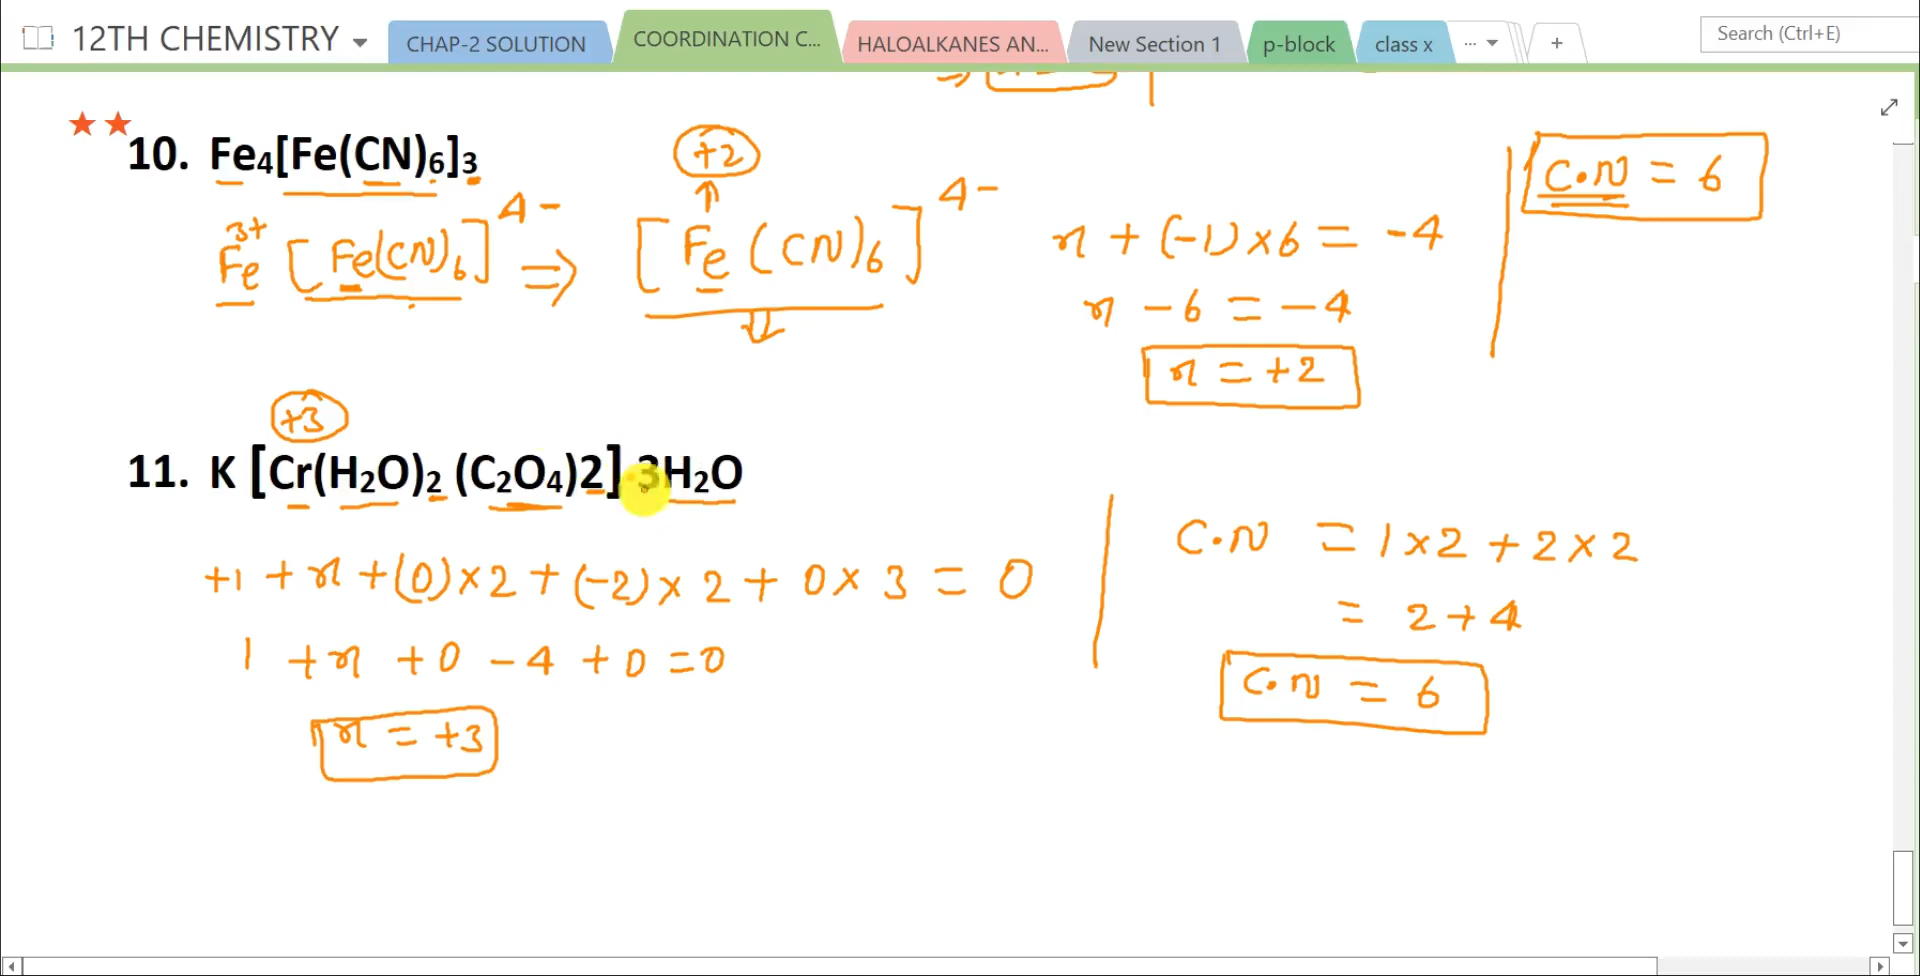 12TH CHEMISTRY
CHAP-2 SOLUTION
COORDINATION C...
HALOALKANES AN...
New Section 1
p-block
class x
...
+
Search (Ctrl+E)
10. Fe₄[Fe(CN)₆]₃
+2
C.N = 6
3+
Fe [Fe(CN)₆]⁴⁻ ⇒ [Fe(CN)₆]⁴⁻
x + (-1)×6 = -4
x - 6 = -4
x = +2
+3
11. K [Cr(H₂O)₂ (C₂O₄)2].3H₂O
+1 + x + (0)×2 + (-2)×2 + 0×3 = 0
1 + x + 0 - 4 + 0 = 0
x = +3
C.N = 1×2 + 2×2
= 2+4
C.N = 6